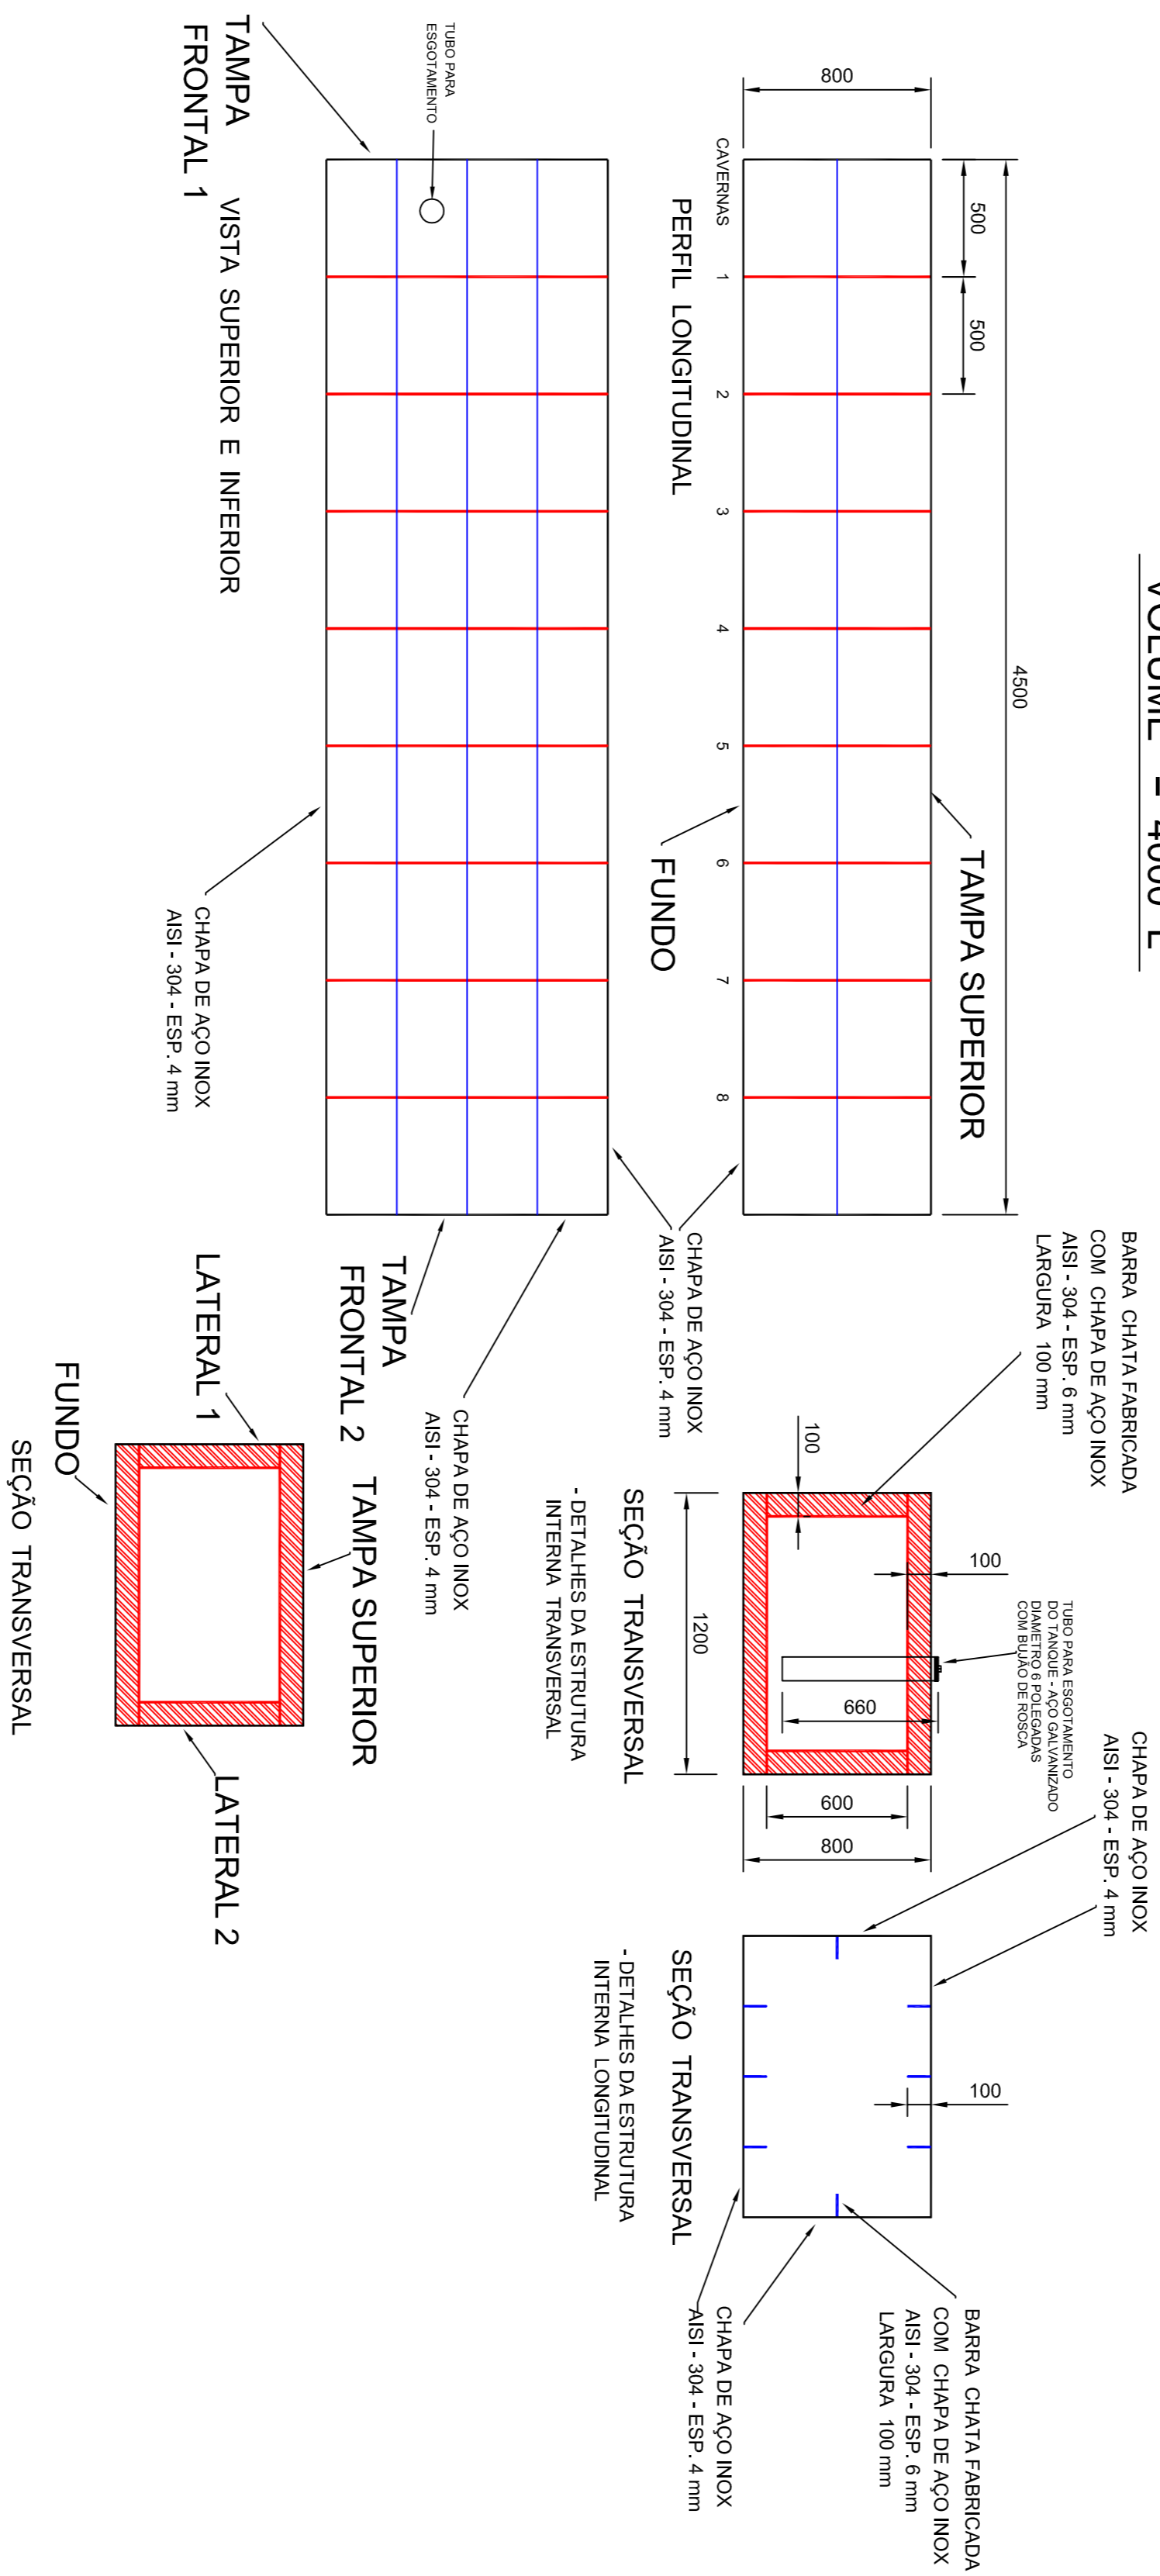 VOLUME = 4000 L
4500
500
500
800
TAMPA SUPERIOR
CAVERNAS
1
2
3
4
5
6
7
8
PERFIL LONGITUDINAL
FUNDO
CHAPA DE AÇO INOX
AISI - 304 - ESP. 4 mm
BARRA CHATA FABRICADA
COM CHAPA DE AÇO INOX
AISI - 304 - ESP. 6 mm
LARGURA 100 mm
100
100
TUBO PARA ESGOTAMENTO
DO TANQUE - AÇO GALVANIZADO
DIAMETRO 6 POLEGADAS
COM BUJÃO DE ROSCA
660
600
800
1200
SEÇÃO TRANSVERSAL
- DETALHES DA ESTRUTURA
INTERNA TRANSVERSAL
CHAPA DE AÇO INOX
AISI - 304 - ESP. 4 mm
100
BARRA CHATA FABRICADA
COM CHAPA DE AÇO INOX
AISI - 304 - ESP. 6 mm
LARGURA 100 mm
CHAPA DE AÇO INOX
AISI - 304 - ESP. 4 mm
SEÇÃO TRANSVERSAL
- DETALHES DA ESTRUTURA
INTERNA LONGITUDINAL
TUBO PARA
ESGOTAMENTO
TAMPA
FRONTAL 1
VISTA SUPERIOR E INFERIOR
CHAPA DE AÇO INOX
AISI - 304 - ESP. 4 mm
TAMPA
FRONTAL 2
CHAPA DE AÇO INOX
AISI - 304 - ESP. 4 mm
LATERAL 1
TAMPA SUPERIOR
FUNDO
LATERAL 2
SEÇÃO TRANSVERSAL